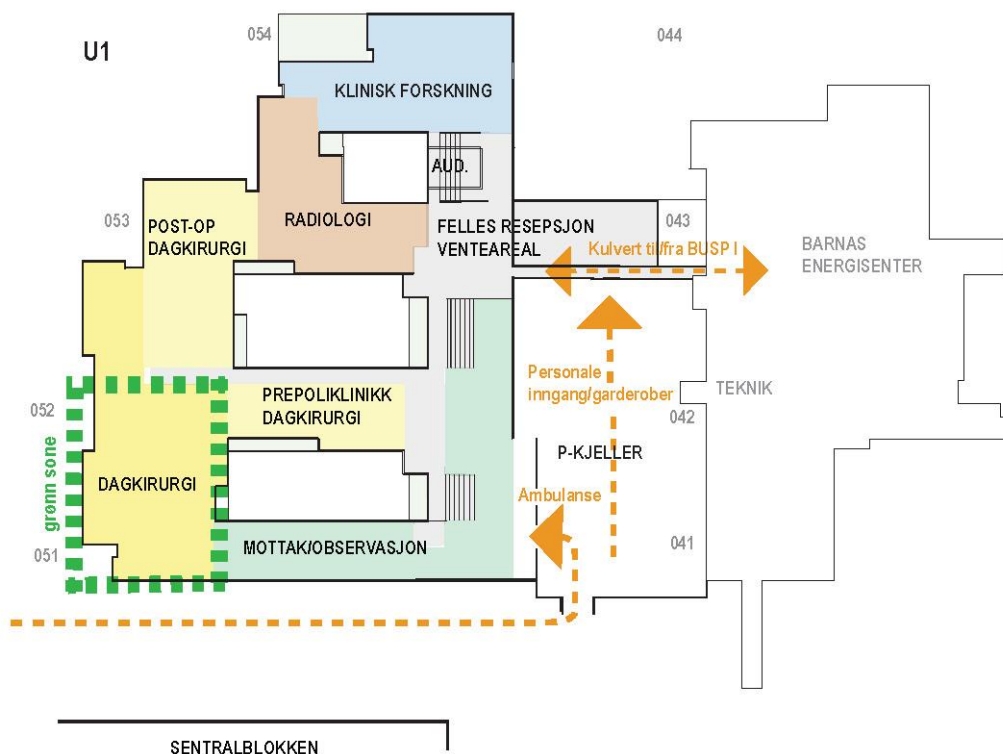 U1
054
044
KLINISK FORSKNING
AUD.
053
POST-OP
DAGKIRURGI
RADIOLOGI
FELLES RESEPSJON
VENTEAREAL
043
Kulvert til/fra BUSP I
BARNAS
ENERGISENTER
Personale
inngang/garderober
TEKNIK
052
PREPOLIKLINIKK
DAGKIRURGI
042
P-KJELLER
DAGKIRURGI
Ambulanse
grønn sone
051
MOTTAK/OBSERVASJON
041
SENTRALBLOKKEN